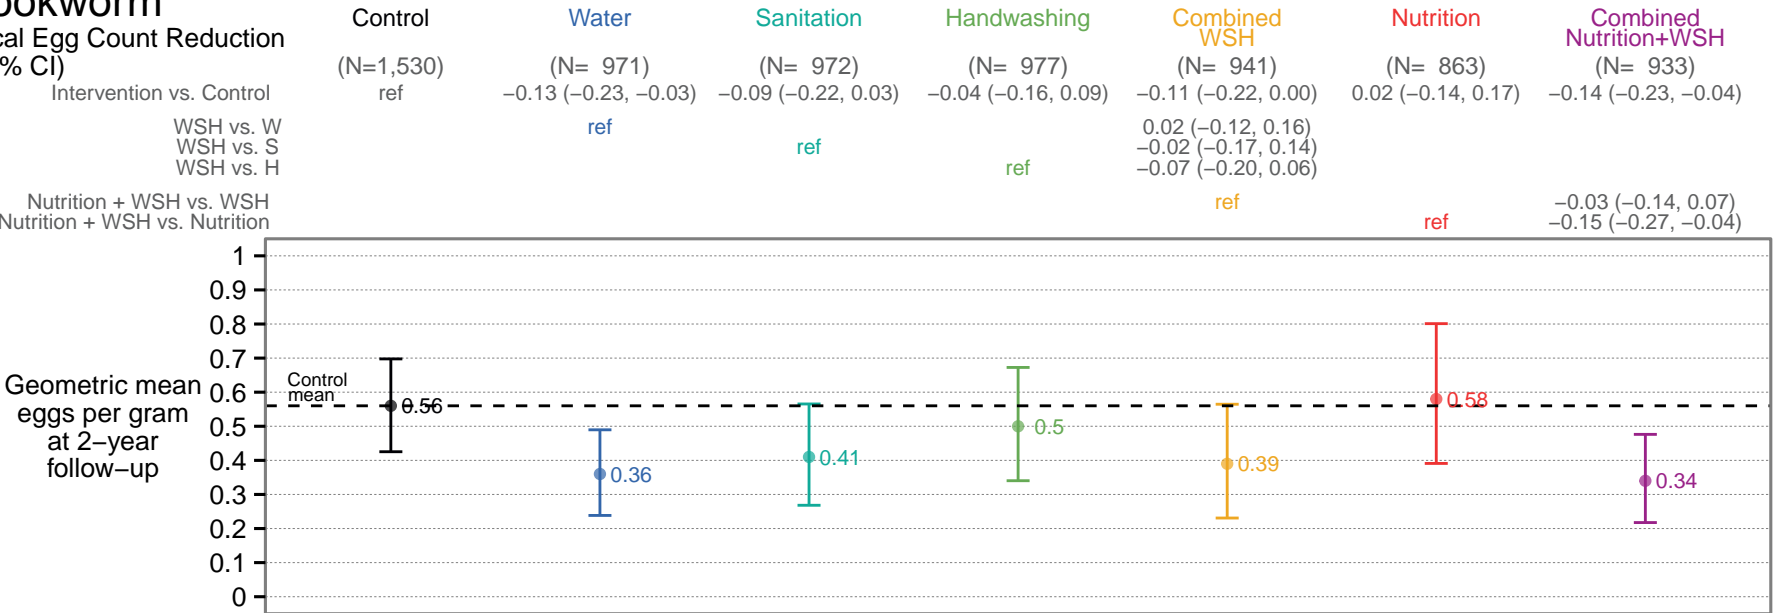 ookworm
cal Egg Count Reduction
% CI)
Control Water Sanitation Handwashing Combined WSH Nutrition Combined Nutrition+WSH
(N=1,530) (N= 971) (N= 972) (N= 977) (N= 941) (N= 863) (N= 933)
Intervention vs. Control ref −0.13 (−0.23, −0.03) −0.09 (−0.22, 0.03) −0.04 (−0.16, 0.09) −0.11 (−0.22, 0.00) 0.02 (−0.14, 0.17) −0.14 (−0.23, −0.04)
WSH vs. W ref 0.02 (−0.12, 0.16)
WSH vs. S ref −0.02 (−0.17, 0.14)
WSH vs. H ref −0.07 (−0.20, 0.06)
Nutrition + WSH vs. WSH ref −0.03 (−0.14, 0.07)
Nutrition + WSH vs. Nutrition ref −0.15 (−0.27, −0.04)
1
0.9
0.8
0.7
0.6
0.5
0.4
0.3
0.2
0.1
0
Geometric mean
eggs per gram
at 2−year
follow−up
Control
mean
0.56
0.36
0.41
0.5
0.39
0.58
0.34